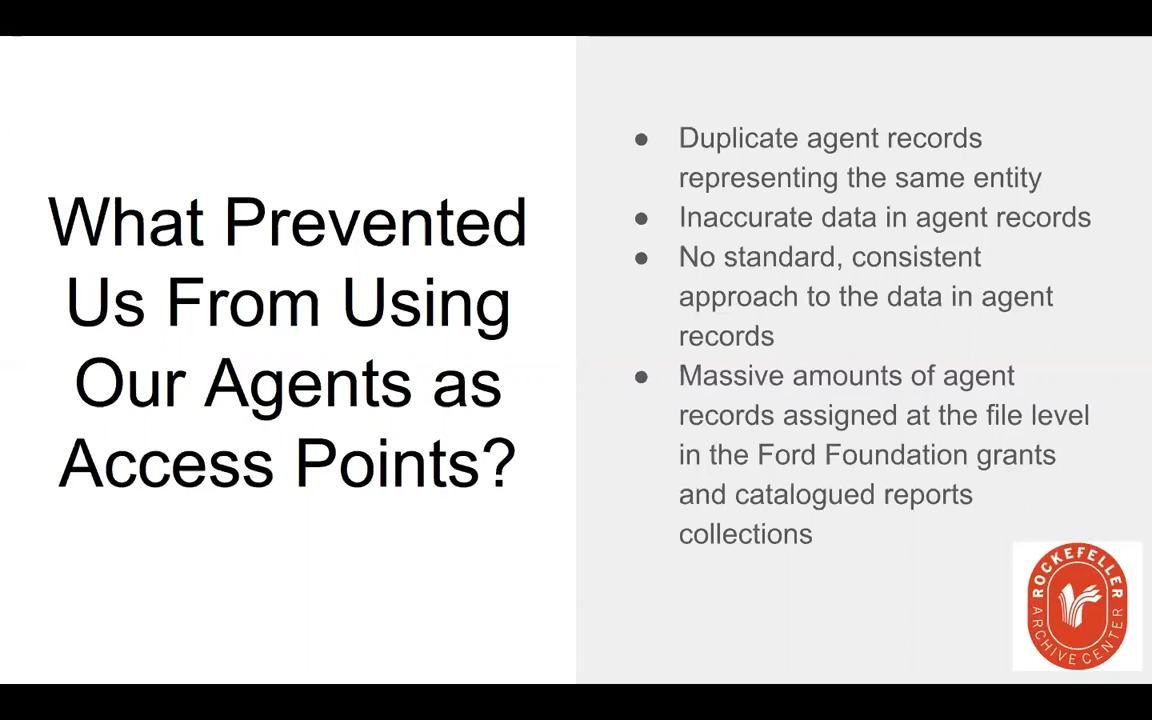 What Prevented
Us From Using
Our Agents as
Access Points?
● Duplicate agent records
representing the same entity
● Inaccurate data in agent records
● No standard, consistent
approach to the data in agent
records
● Massive amounts of agent
records assigned at the file level
in the Ford Foundation grants
and catalogued reports
collections
ROCKEFELLER
ARCHIVE CENTER